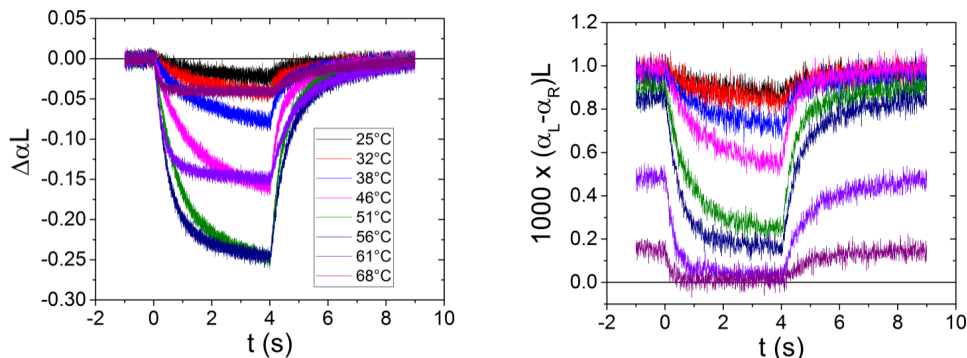 0.05
0.00
-0.05
-0.10
-0.15
-0.20
-0.25
-0.30
ΔαL
-2 0 2 4 6 8 10
t (s)
25°C
32°C
38°C
46°C
51°C
56°C
61°C
68°C
1.2
1.0
0.8
0.6
0.4
0.2
0.0
1000 x (αL-αR)L
-2 0 2 4 6 8 10
t (s)